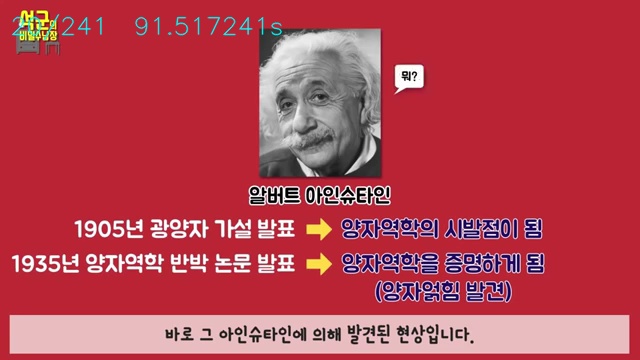 석군의
비밀수납장
/241 91.517241s
뭐?
알버트 아인슈타인
1905년 광양자 가설 발표 ➡ 양자역학의 시발점이 됨
1935년 양자역학 반박 논문 발표 ➡ 양자역학을 증명하게 됨
(양자얽힘 발견)
바로 그 아인슈타인에 의해 발견된 현상입니다.